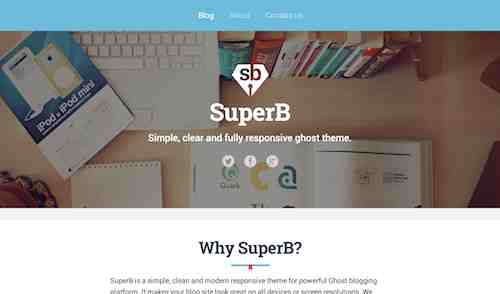 Blog About Contact us
iPod & iPod mini
sb
SuperB
Simple, clear and fully responsive ghost theme.
Quark
Why SuperB?
SuperB is a simple, clean and modern responsive theme for powerful Ghost blogging
platform. It makes your blog site look great on all devices or screen resolutions. We